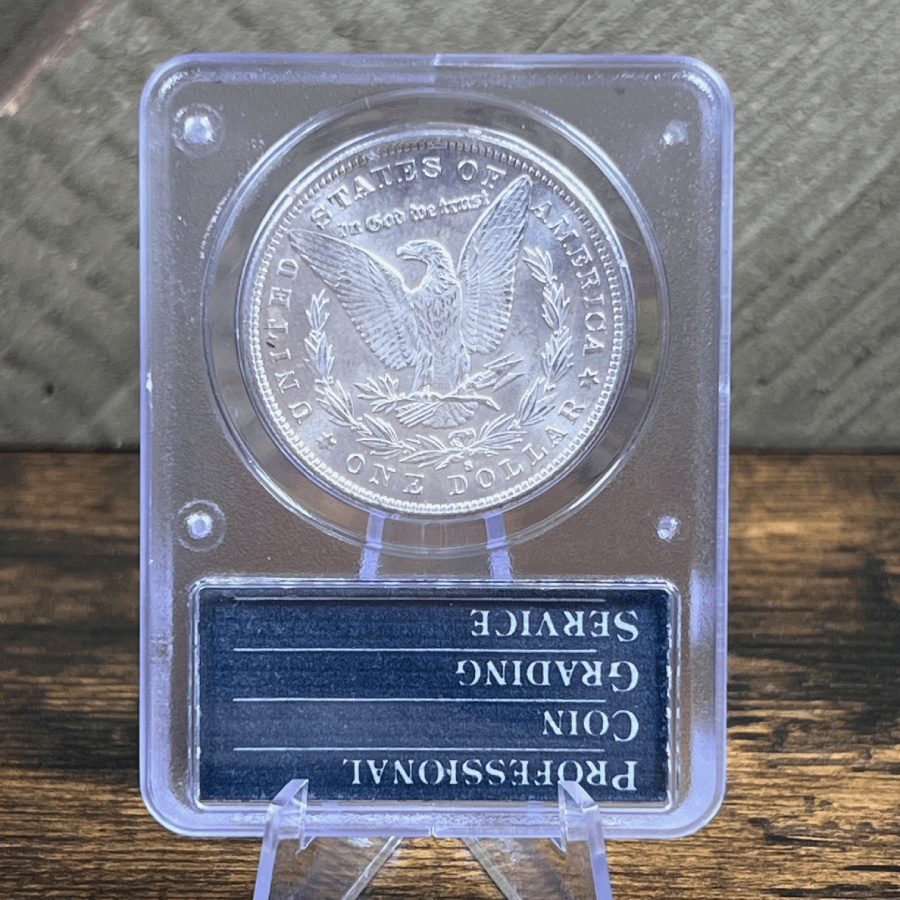 UNITED STATES OF AMERICA
In God we trust
S
ONE DOLLAR
PROFESSIONAL
COIN
GRADING
SERVICE